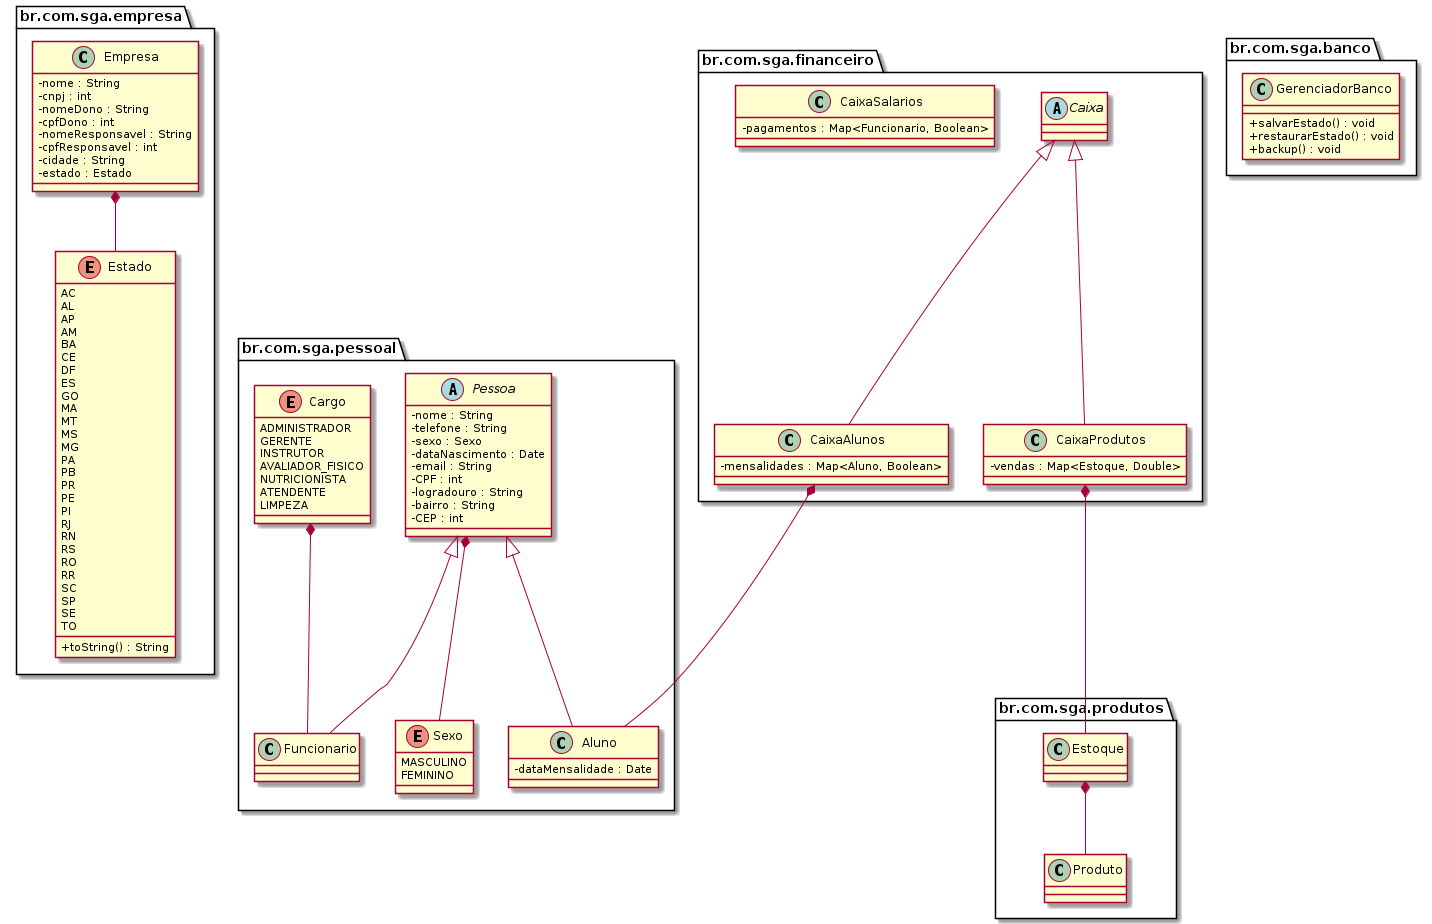 br.com.sga.empresa
C Empresa
-nome : String
-cnpj : int
-nomeDono : String
-cpfDono : int
-nomeResponsavel : String
-cpfResponsavel : int
-cidade : String
-estado : Estado
E Estado
AC
AL
AP
AM
BA
CE
DF
ES
GO
MA
MT
MS
MG
PA
PB
PR
PE
PI
RJ
RN
RS
RO
RR
SC
SP
SE
TO
+toString() : String
br.com.sga.pessoal
E Cargo
ADMINISTRADOR
GERENTE
INSTRUTOR
AVALIADOR_FISICO
NUTRICIONISTA
ATENDENTE
LIMPEZA
A Pessoa
-nome : String
-telefone : String
-sexo : Sexo
-dataNascimento : Date
-email : String
-CPF : int
-logradouro : String
-bairro : String
-CEP : int
C Funcionario
E Sexo
MASCULINO
FEMININO
C Aluno
-dataMensalidade : Date
br.com.sga.financeiro
C CaixaSalarios
-pagamentos : Map<Funcionario, Boolean>
A Caixa
C CaixaAlunos
-mensalidades : Map<Aluno, Boolean>
C CaixaProdutos
-vendas : Map<Estoque, Double>
br.com.sga.banco
C GerenciadorBanco
+salvarEstado() : void
+restaurarEstado() : void
+backup() : void
br.com.sga.produtos
C Estoque
C Produto